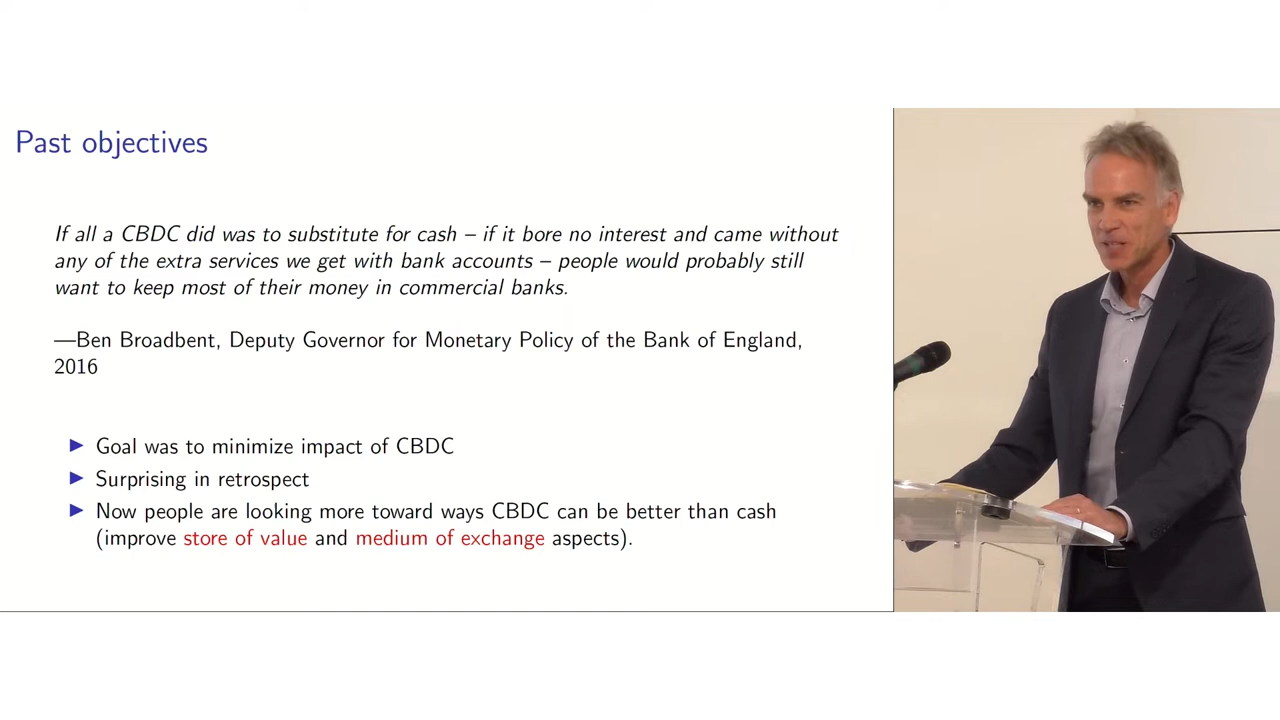 Past objectives
If all a CBDC did was to substitute for cash – if it bore no interest and came without
any of the extra services we get with bank accounts – people would probably still
want to keep most of their money in commercial banks.
—Ben Broadbent, Deputy Governor for Monetary Policy of the Bank of England,
2016
▶ Goal was to minimize impact of CBDC
▶ Surprising in retrospect
▶ Now people are looking more toward ways CBDC can be better than cash
(improve store of value and medium of exchange aspects).